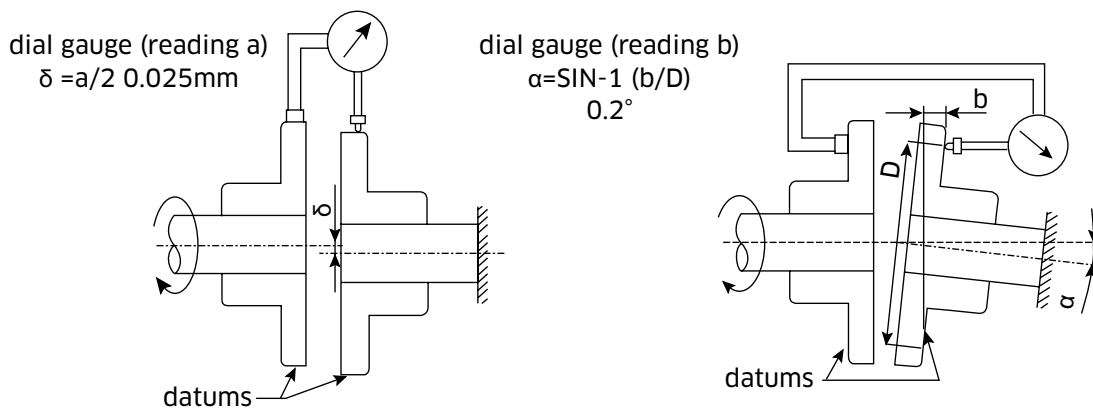 dial gauge (reading a)
δ =a/2 0.025mm
δ
datums
dial gauge (reading b)
α=SIN-1 (b/D)
0.2°
b
D
α
datums